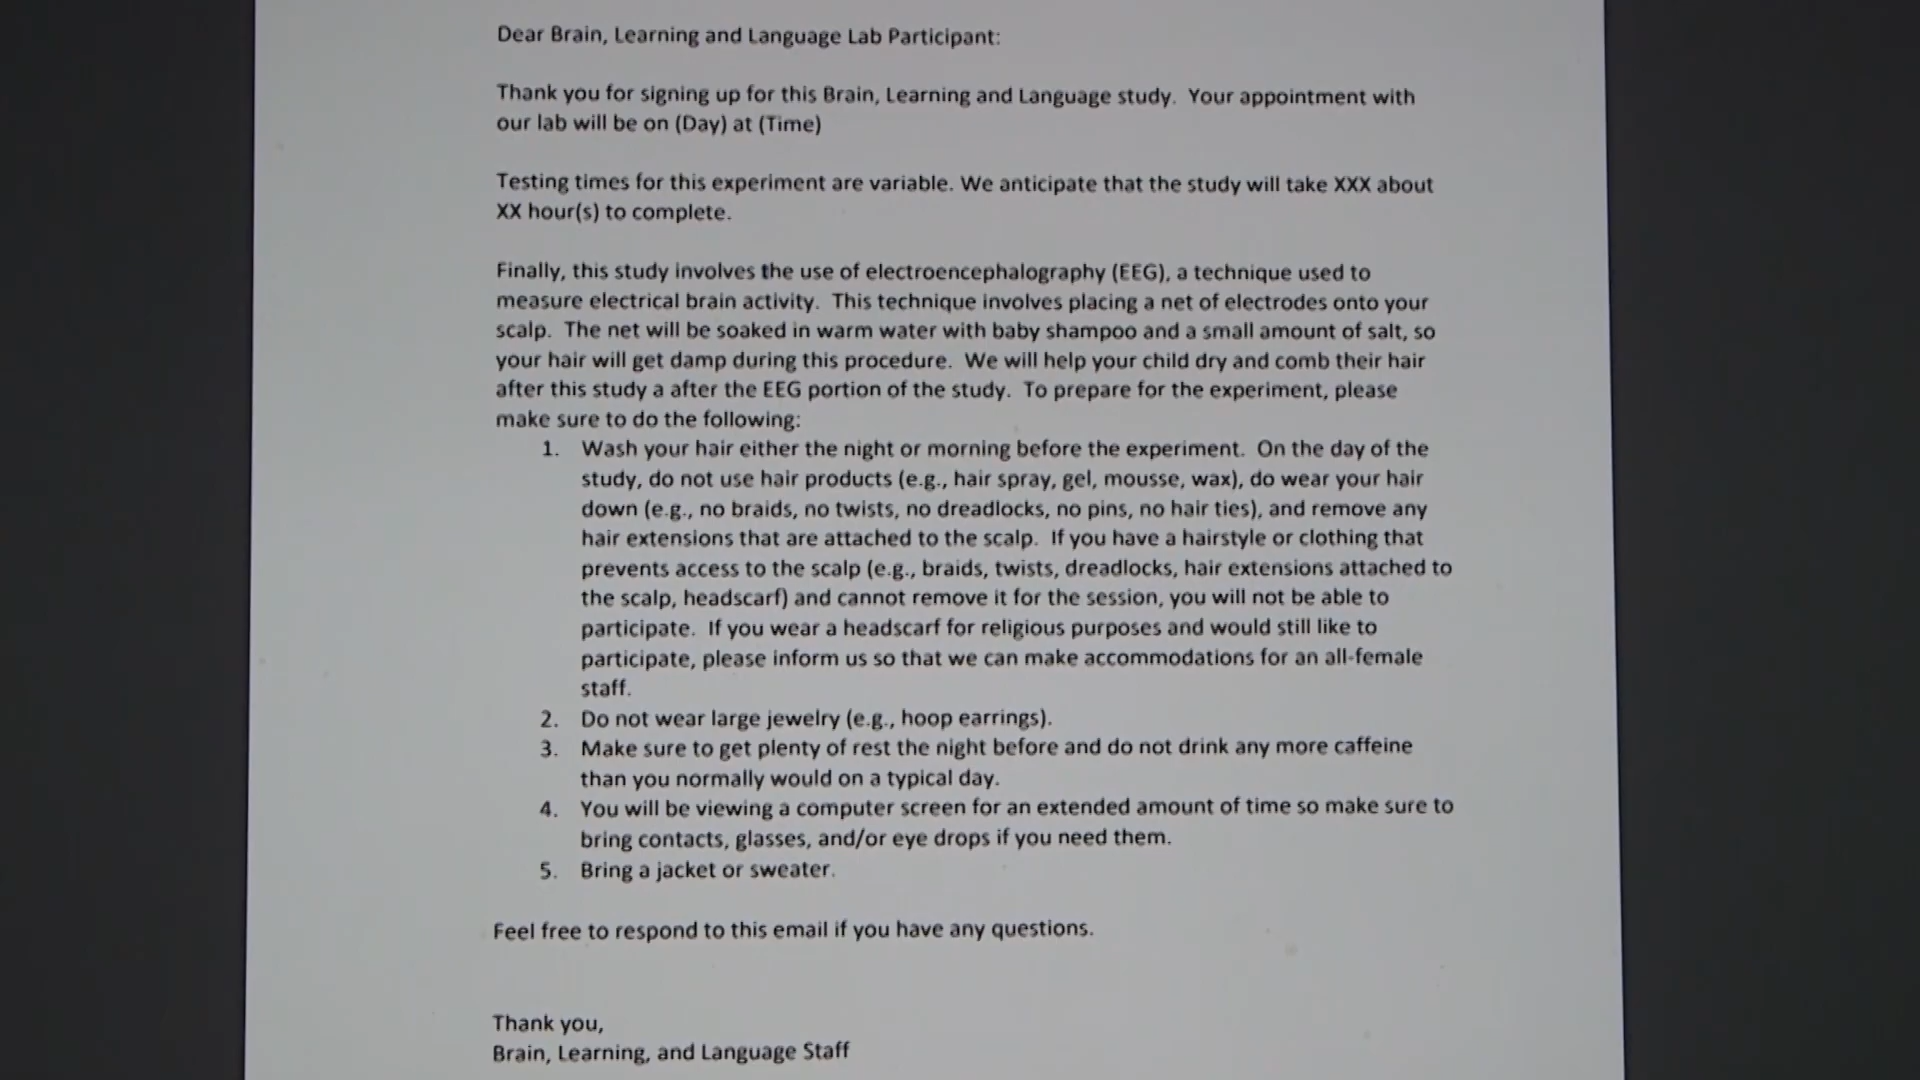 Dear Brain, Learning and Language Lab Participant:
Thank you for signing up for this Brain, Learning and Language study. Your appointment with
our lab will be on (Day) at (Time)
Testing times for this experiment are variable. We anticipate that the study will take XXX about
XX hour(s) to complete.
Finally, this study involves the use of electroencephalography (EEG), a technique used to
measure electrical brain activity. This technique involves placing a net of electrodes onto your
scalp. The net will be soaked in warm water with baby shampoo and a small amount of salt, so
your hair will get damp during this procedure. We will help your child dry and comb their hair
after this study a after the EEG portion of the study. To prepare for the experiment, please
make sure to do the following:
1. Wash your hair either the night or morning before the experiment. On the day of the
study, do not use hair products (e.g., hair spray, gel, mousse, wax), do wear your hair
down (e.g., no braids, no twists, no dreadlocks, no pins, no hair ties), and remove any
hair extensions that are attached to the scalp. If you have a hairstyle or clothing that
prevents access to the scalp (e.g., braids, twists, dreadlocks, hair extensions attached to
the scalp, headscarf) and cannot remove it for the session, you will not be able to
participate. If you wear a headscarf for religious purposes and would still like to
participate, please inform us so that we can make accommodations for an all-female
staff.
2. Do not wear large jewelry (e.g., hoop earrings).
3. Make sure to get plenty of rest the night before and do not drink any more caffeine
than you normally would on a typical day.
4. You will be viewing a computer screen for an extended amount of time so make sure to
bring contacts, glasses, and/or eye drops if you need them.
5. Bring a jacket or sweater.
Feel free to respond to this email if you have any questions.
Thank you,
Brain, Learning, and Language Staff